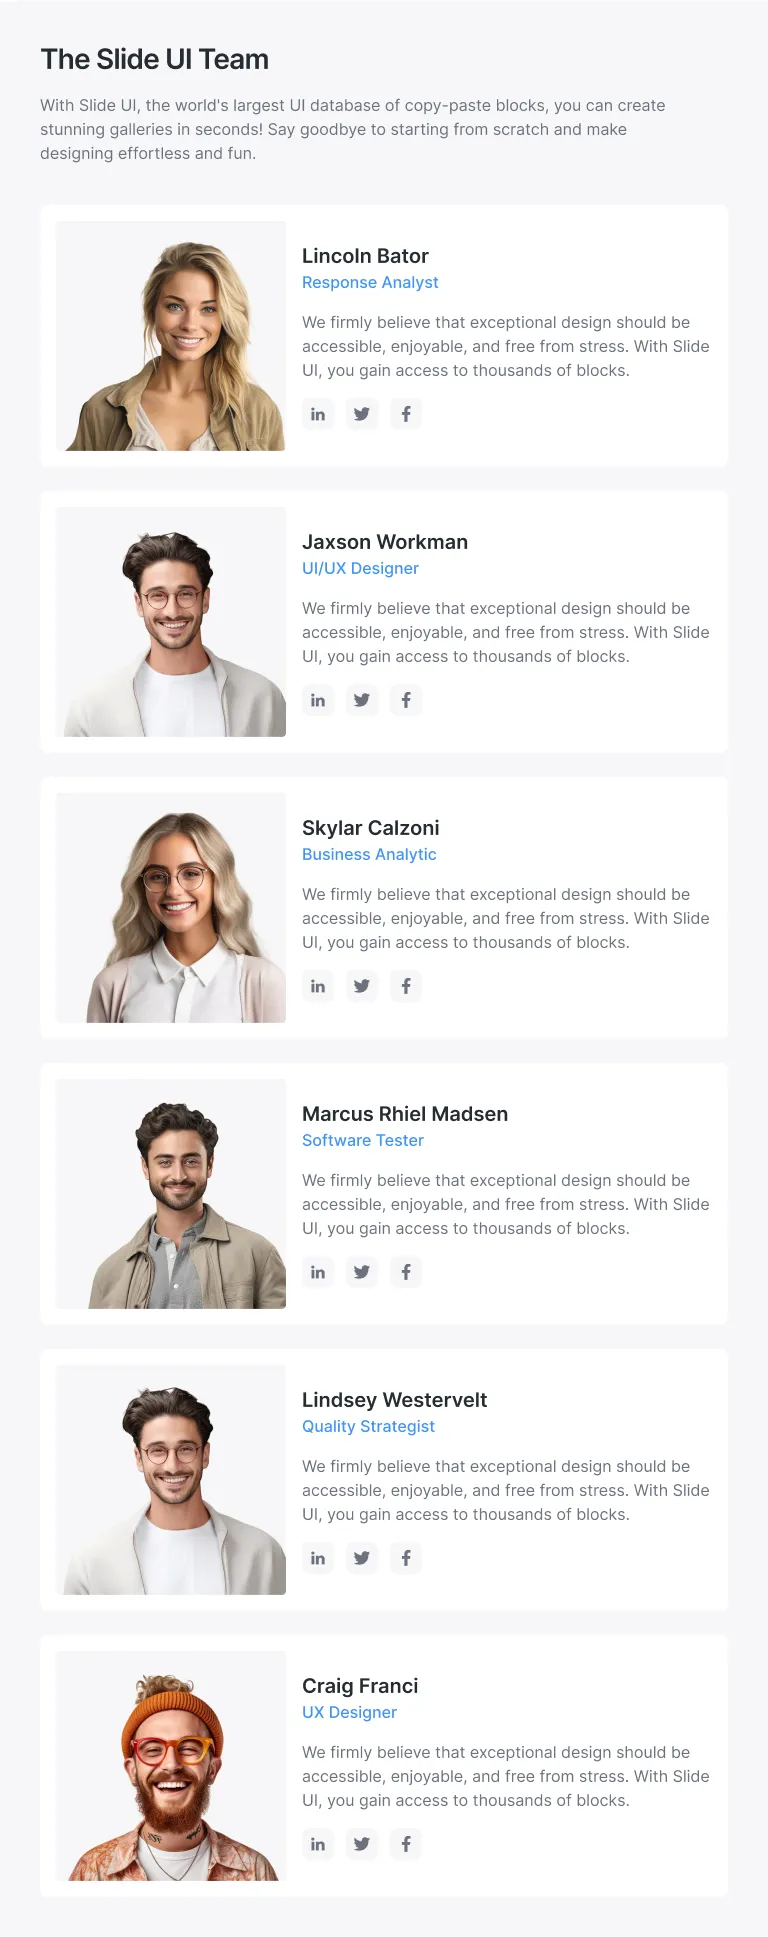 The Slide UI Team
With Slide UI, the world's largest UI database of copy-paste blocks, you can create
stunning galleries in seconds! Say goodbye to starting from scratch and make
designing effortless and fun.
Lincoln Bator
Response Analyst
We firmly believe that exceptional design should be
accessible, enjoyable, and free from stress. With Slide
UI, you gain access to thousands of blocks.
Jaxson Workman
UI/UX Designer
We firmly believe that exceptional design should be
accessible, enjoyable, and free from stress. With Slide
UI, you gain access to thousands of blocks.
Skylar Calzoni
Business Analytic
We firmly believe that exceptional design should be
accessible, enjoyable, and free from stress. With Slide
UI, you gain access to thousands of blocks.
Marcus Rhiel Madsen
Software Tester
We firmly believe that exceptional design should be
accessible, enjoyable, and free from stress. With Slide
UI, you gain access to thousands of blocks.
Lindsey Westervelt
Quality Strategist
We firmly believe that exceptional design should be
accessible, enjoyable, and free from stress. With Slide
UI, you gain access to thousands of blocks.
Craig Franci
UX Designer
We firmly believe that exceptional design should be
accessible, enjoyable, and free from stress. With Slide
UI, you gain access to thousands of blocks.